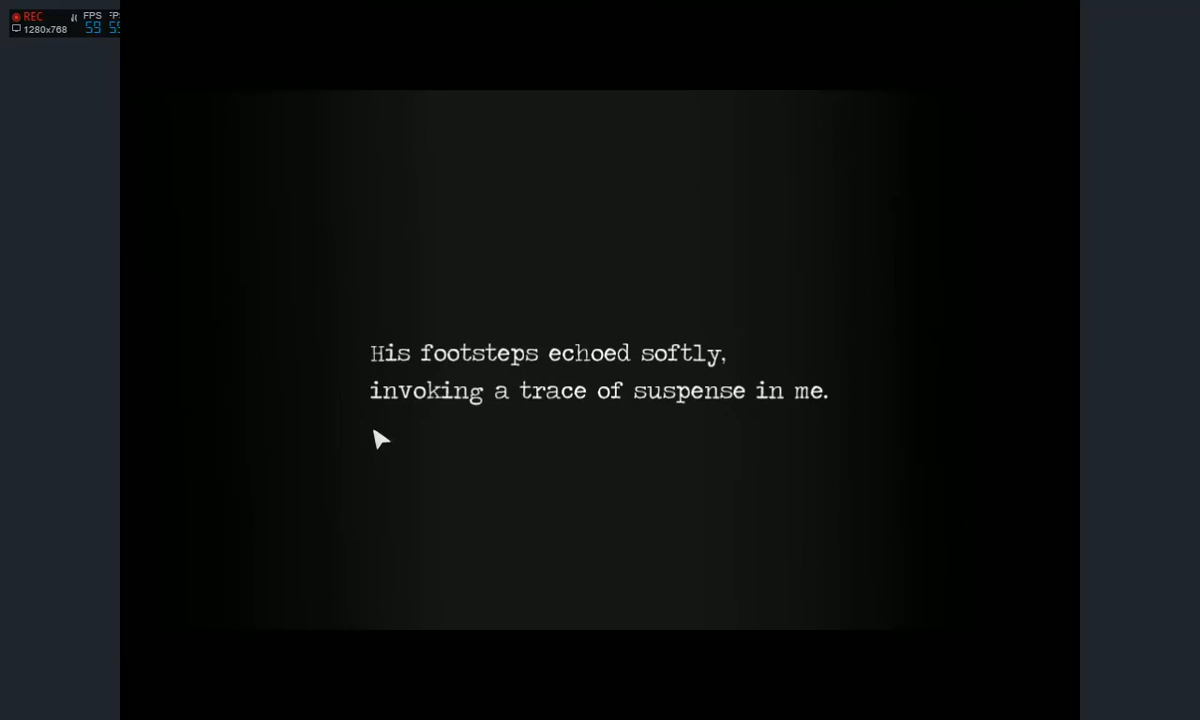 REC FPS
1280x768 59
His footsteps echoed softly,
invoking a trace of suspense in me.